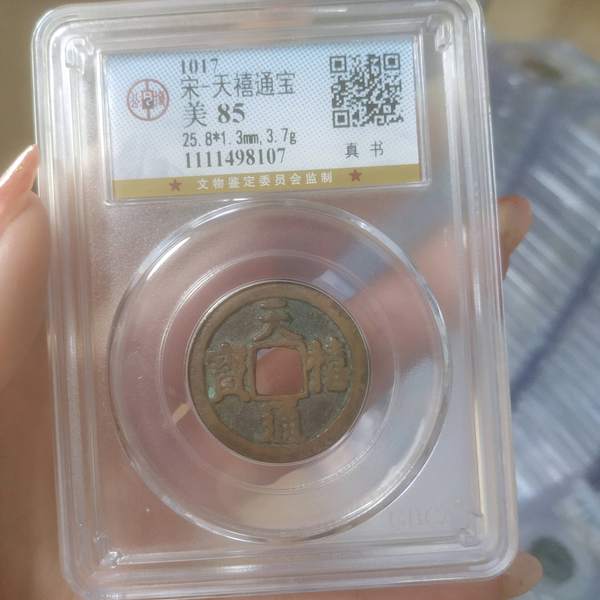 1017
宋-天禧通宝
美 85
25.8*1.3mm,3.7g
1111498107
真 书
★ 文物鉴定委员会监制 ★
天禧通寳